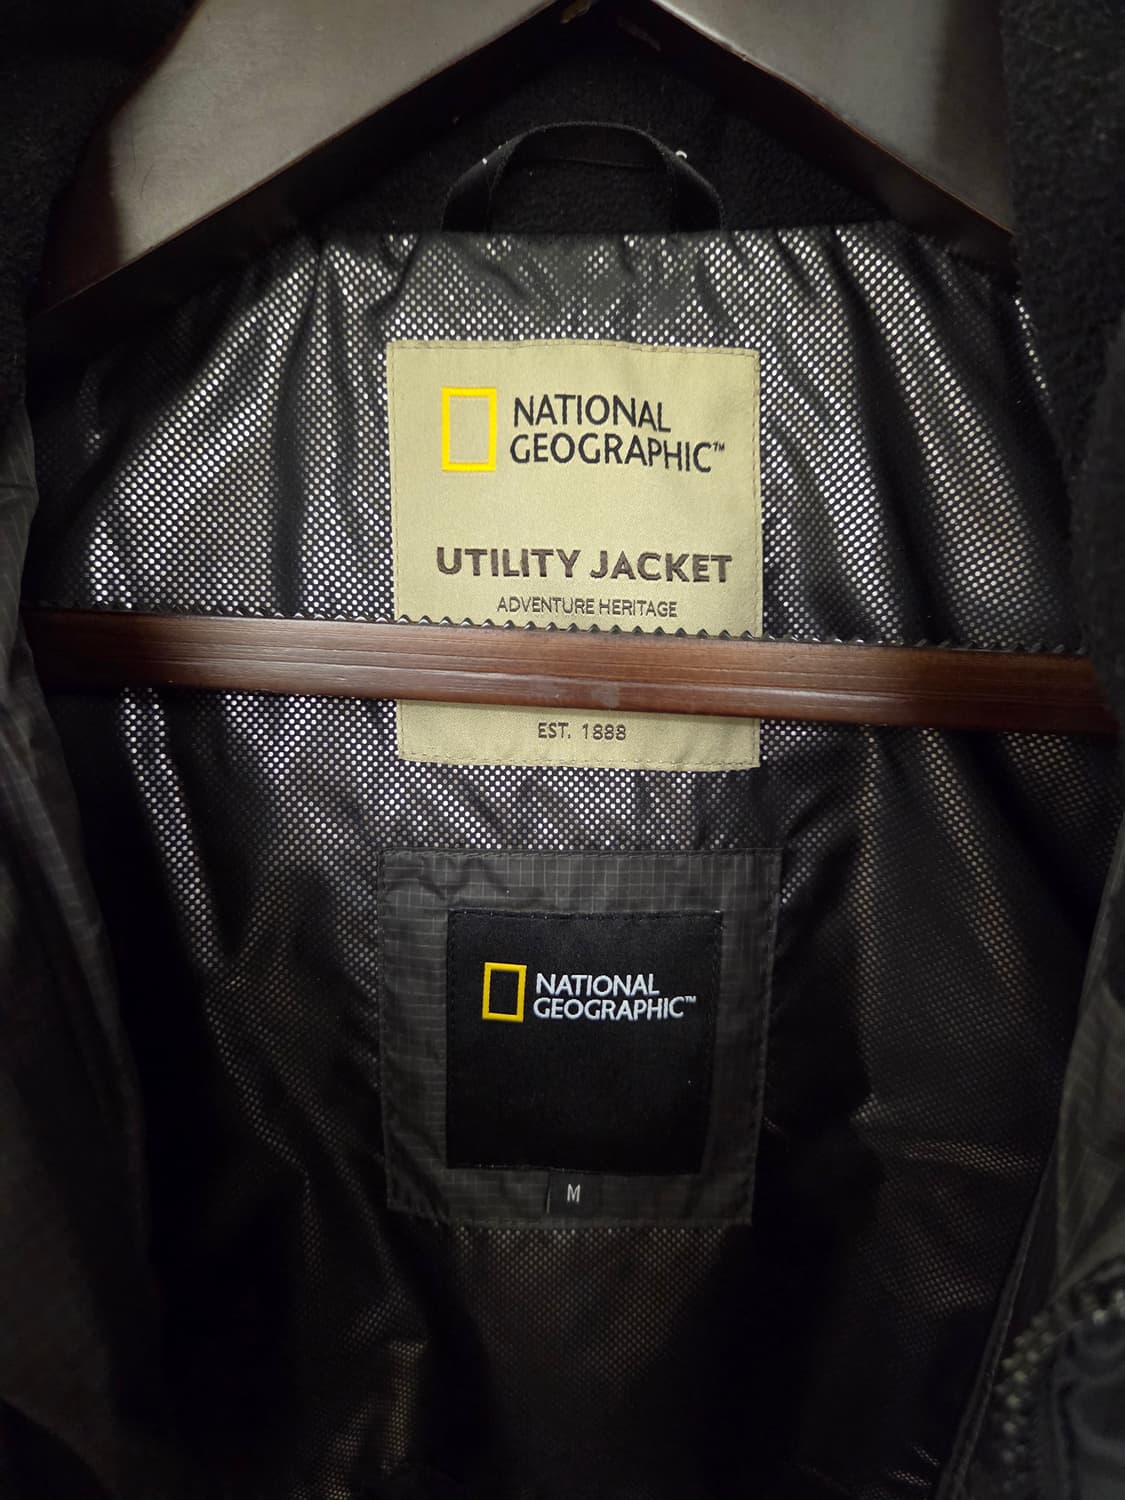 NATIONAL
GEOGRAPHIC™
UTILITY JACKET
ADVENTURE HERITAGE
EST. 1888
NATIONAL
GEOGRAPHIC™
M